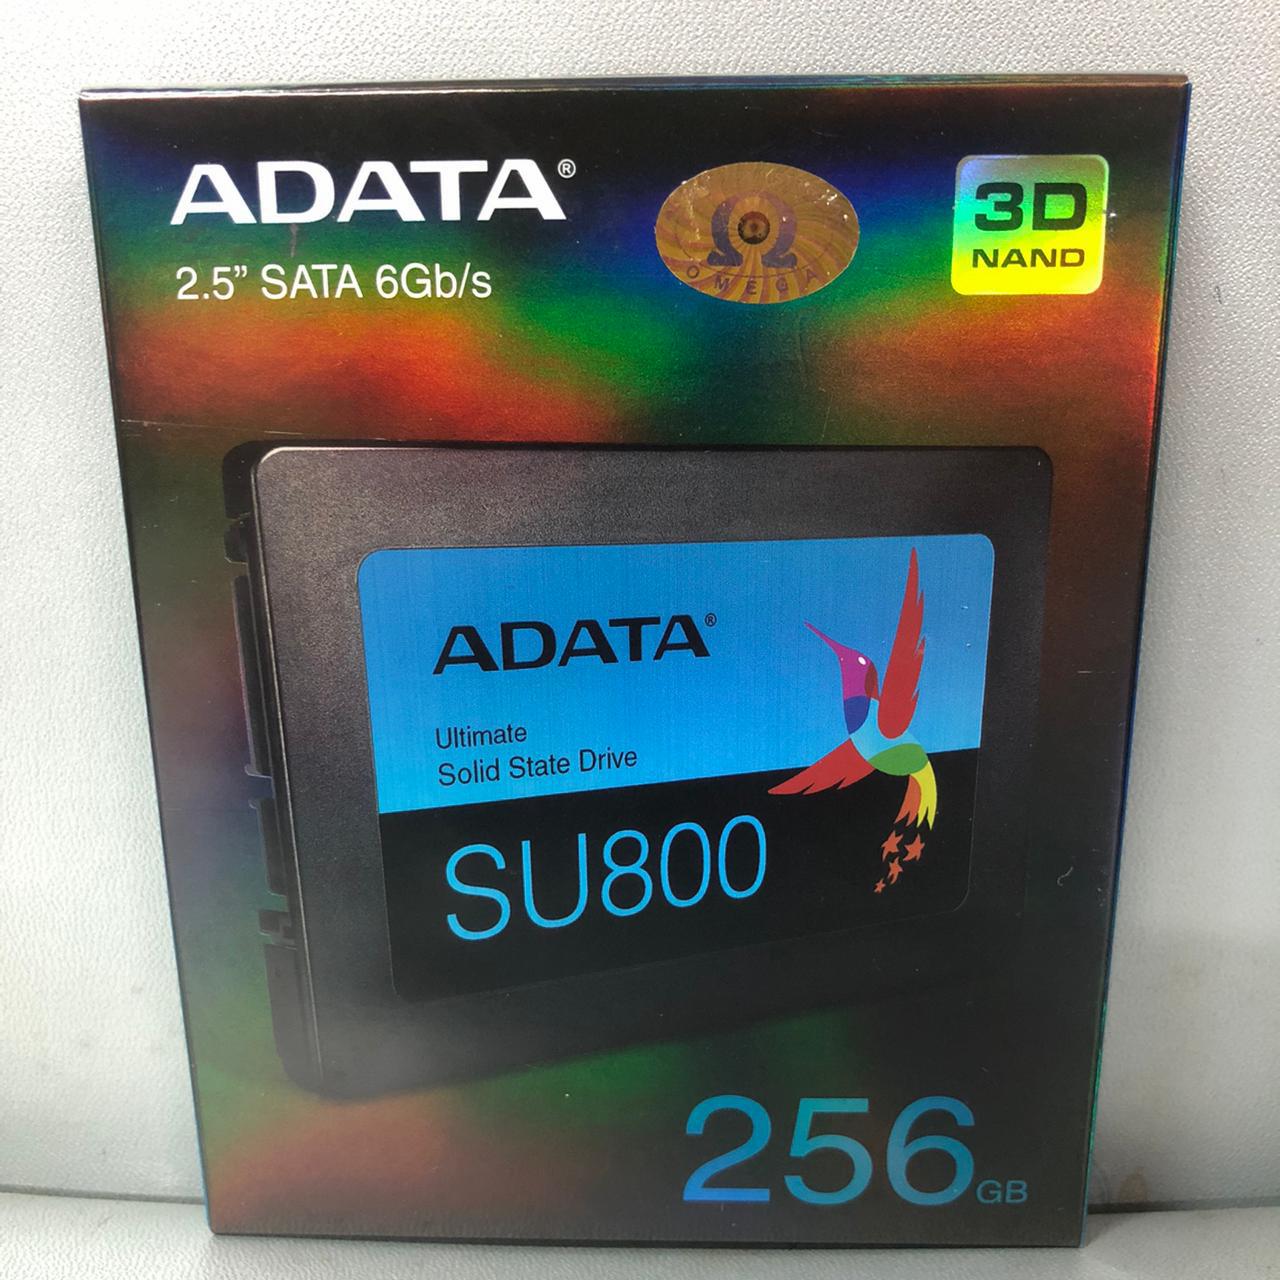 ADATA®
2.5” SATA 6Gb/s
Ω
OMEGA
3D
NAND
ADATA®
Ultimate
Solid State Drive
SU800
256GB